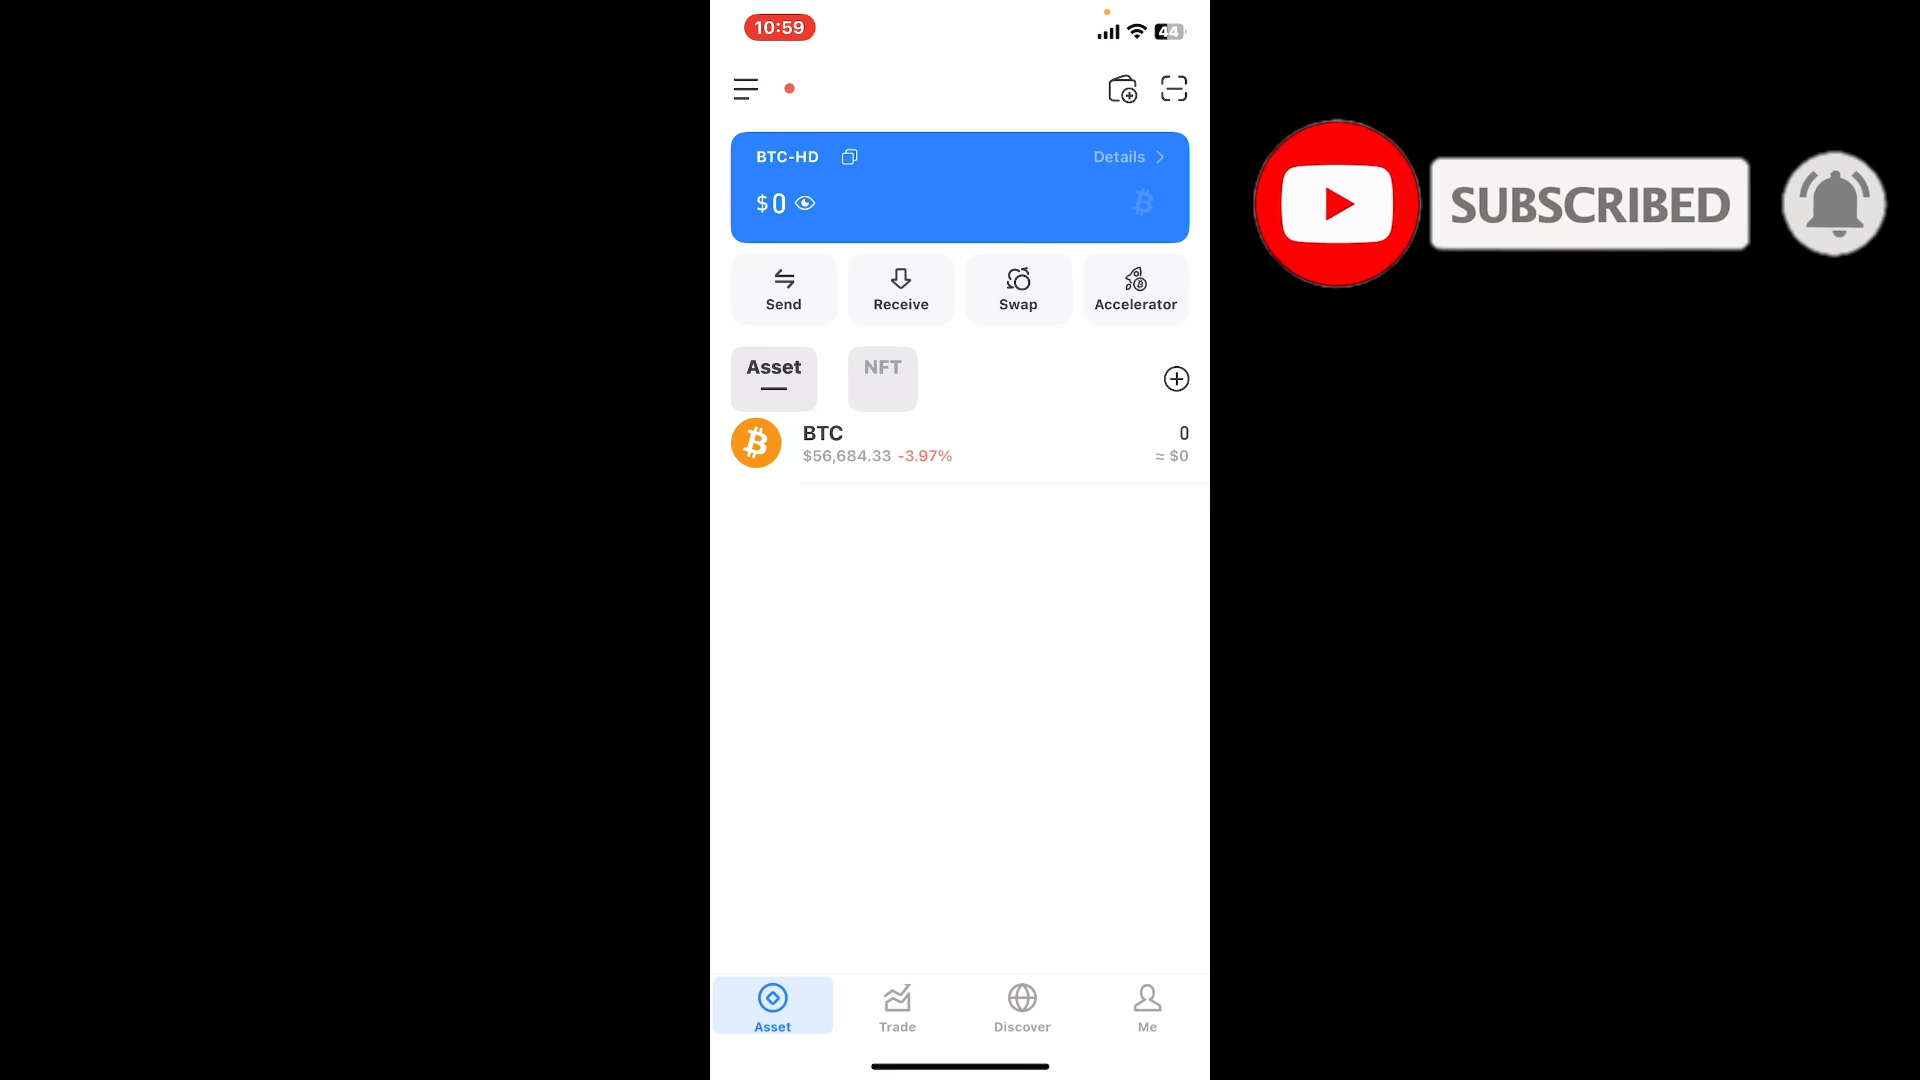 10:59
44
BTC-HD
Details
$0
Send
Receive
Swap
Accelerator
Asset
NFT
BTC
0
$56,684.33 -3.97%
≈ $0
Asset
Trade
Discover
Me
SUBSCRIBED